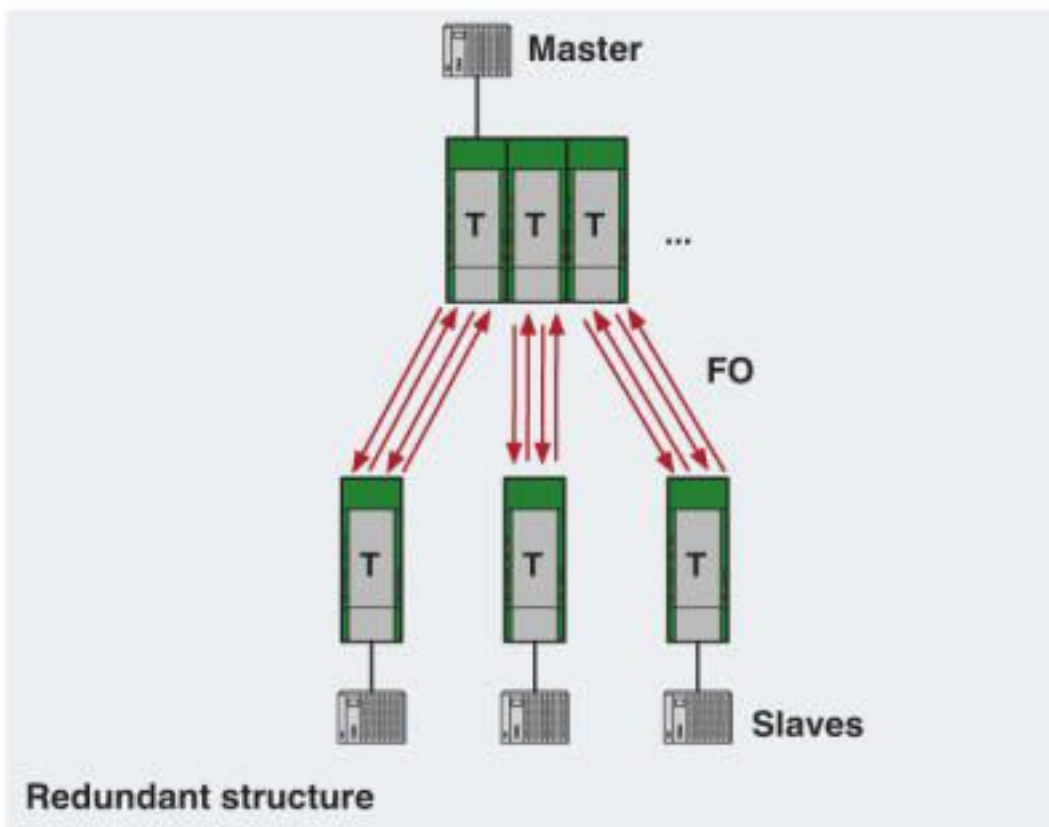 Master
T T T
...
FO
T T T
Slaves
Redundant structure